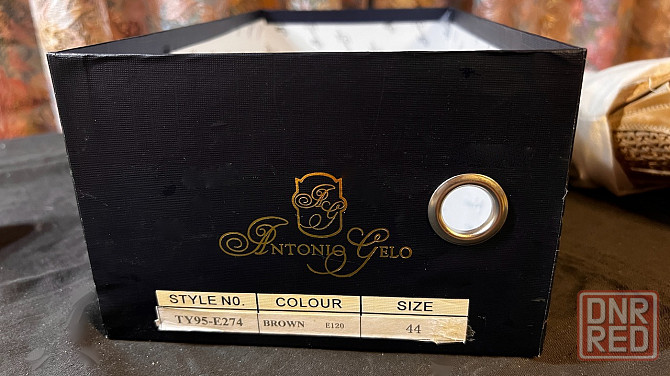 AG
ANTONIO GELO
STYLE NO. COLOUR SIZE
TY95-E274 BROWN E120 44
DNR
RED